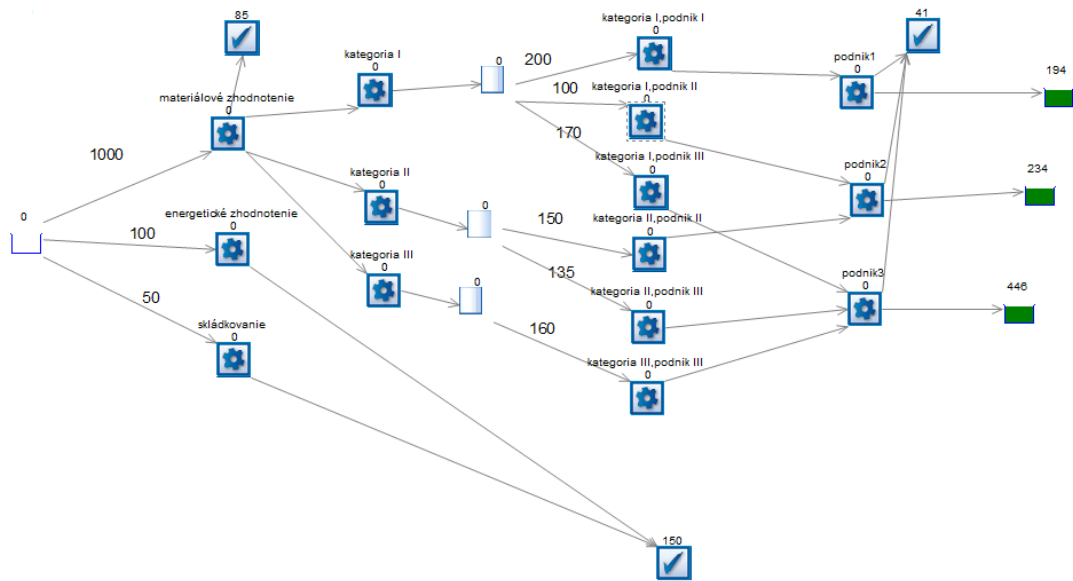 85
41
kategoria I,podnik I
0
kategoria I
0
0
200
podnik1
0
100
kategoria I,podnik II
0
194
materiálové zhodnotenie
0
170
1000
kategoria I,podnik III
0
podnik2
0
kategoria II
0
234
0
energetické zhodnotenie
0
0
150
kategoria II,podnik II
0
100
kategoria III
0
135
podnik3
0
0
kategoria II,podnik III
0
446
50
skládkovanie
0
160
kategoria III,podnik III
0
150